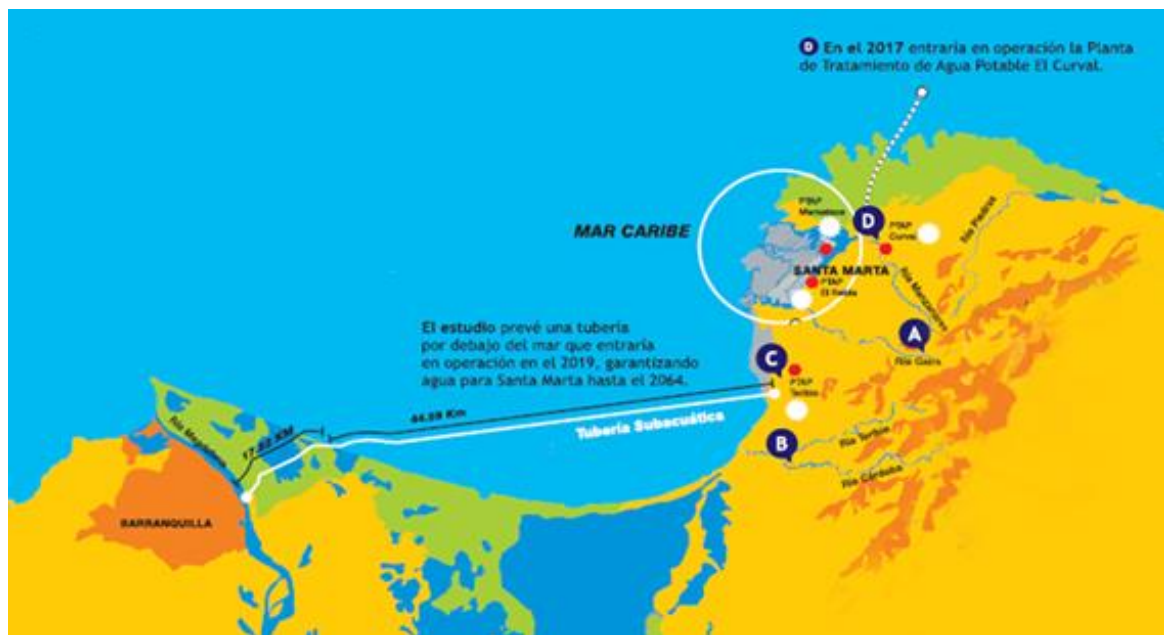 D En el 2017 entraría en operación la Planta
de Tratamiento de Agua Potable El Curval.
PTAP
Mamatoco
MAR CARIBE
D
PTAP
Curval
Río Piedras
SANTA MARTA
PTAP
El Roble
Río Manzanares
El estudio prevé una tubería
por debajo del mar que entraría
en operación en el 2019, garantizando
agua para Santa Marta hasta el 2064.
A
Río Gaira
C
PTAP
Toribio
Km
Tubería Subacuática
Río Magdalena
KM
B
Río Toribio
Río Córdoba
BARRANQUILLA